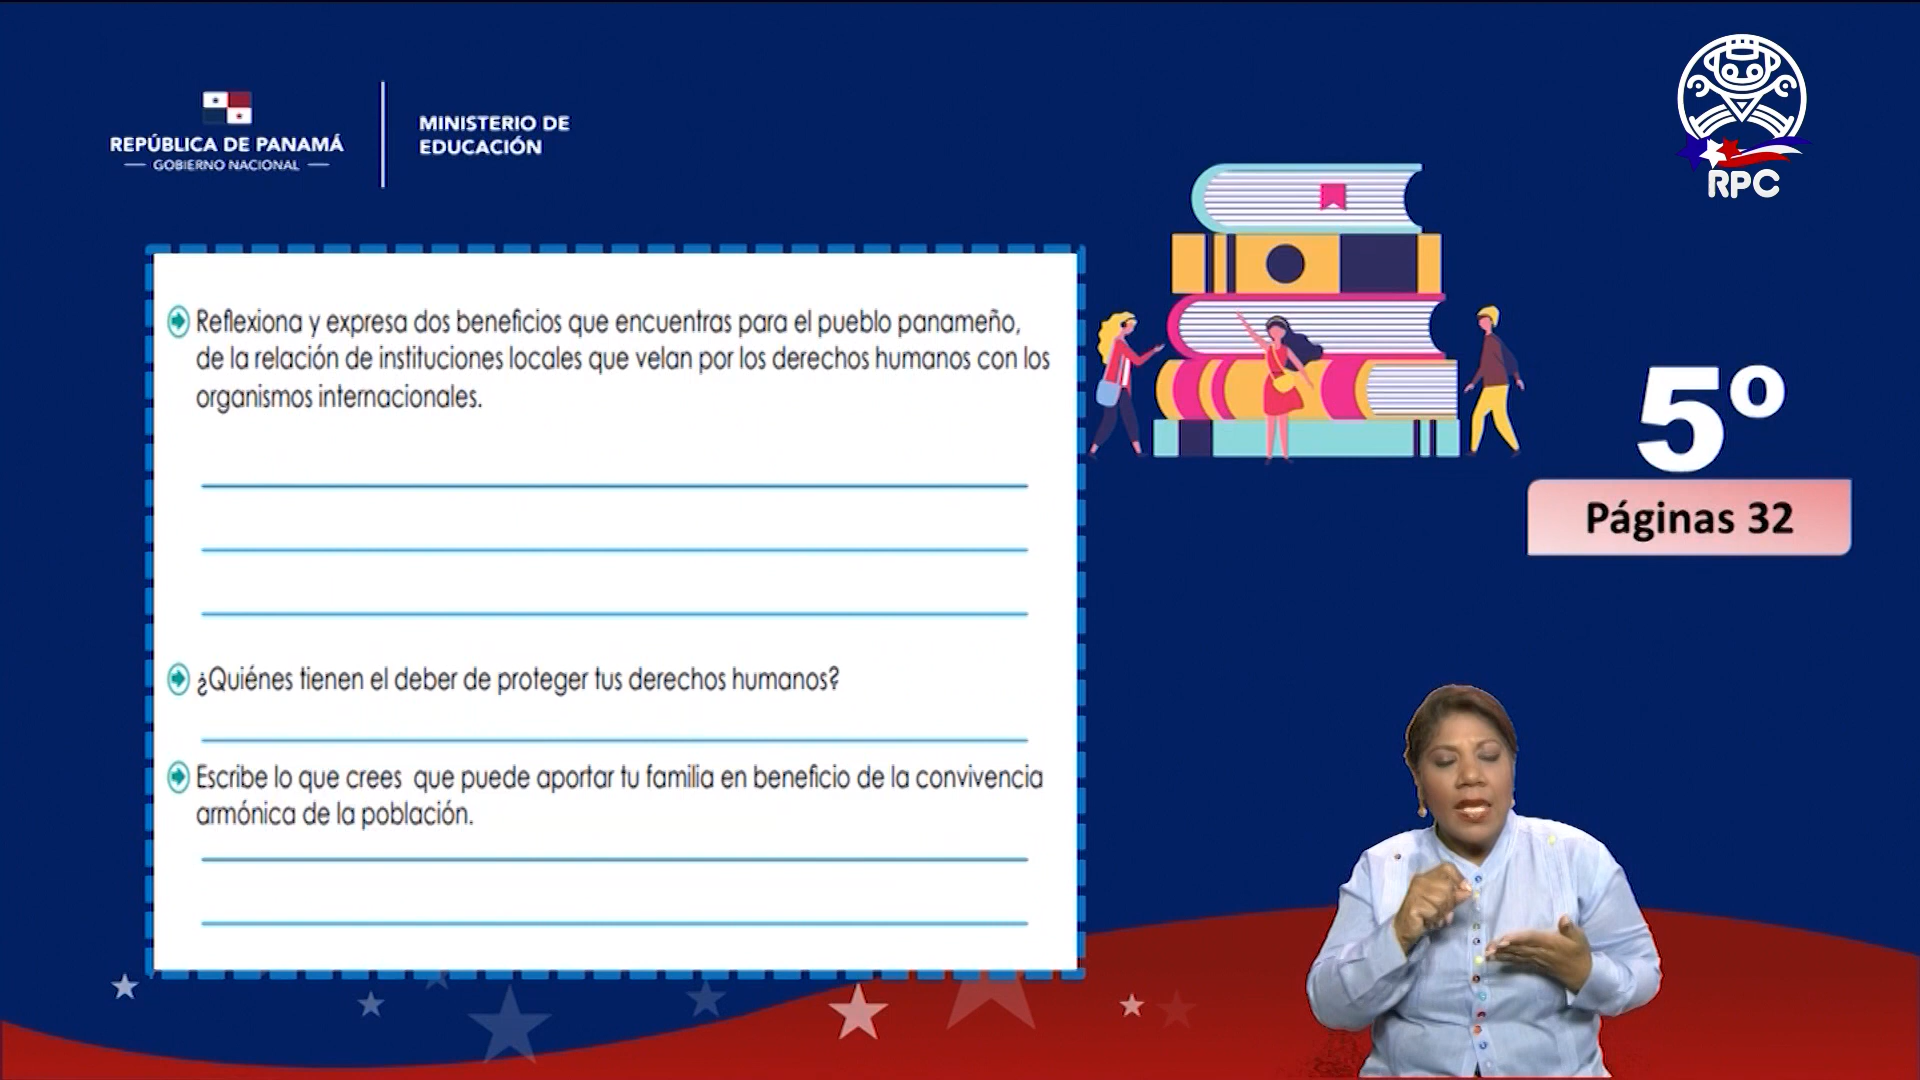 REPÚBLICA DE PANAMÁ
GOBIERNO NACIONAL
MINISTERIO DE
EDUCACIÓN
RPC
Reflexiona y expresa dos beneficios que encuentras para el pueblo panameño,
de la relación de instituciones locales que velan por los derechos humanos con los
organismos internacionales.
¿Quiénes tienen el deber de proteger tus derechos humanos?
Escribe lo que crees que puede aportar tu familia en beneficio de la convivencia
armónica de la población.
5º
Páginas 32